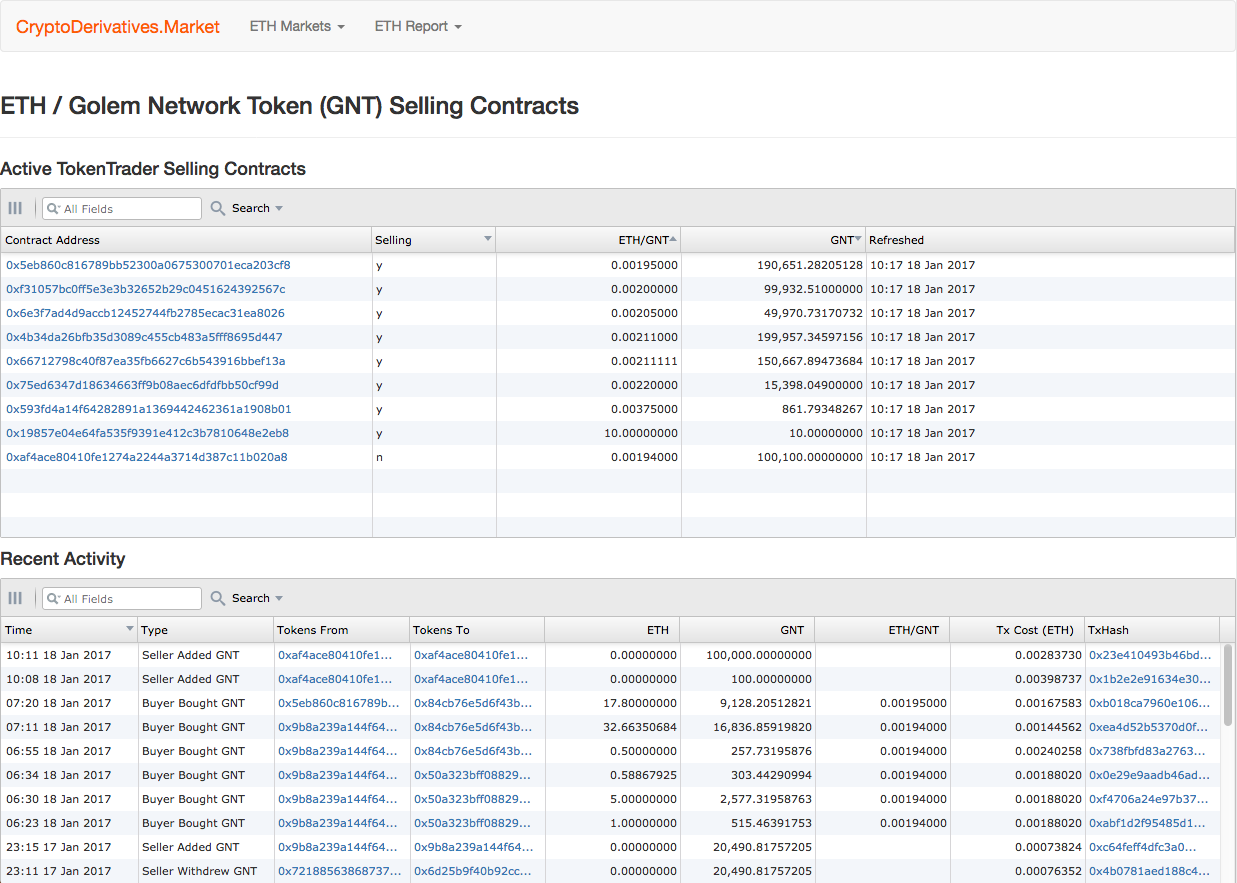 CryptoDerivatives.Market ETH Markets ETH Report
ETH / Golem Network Token (GNT) Selling Contracts
Active TokenTrader Selling Contracts
All Fields Search
Contract Address Selling ETH/GNT GNT Refreshed
0x5eb860c816789bb52300a0675300701eca203cf8 y 0.00195000 190,651.28205128 10:17 18 Jan 2017
0xf31057bc0ff5e3e3b32652b29c0451624392567c y 0.00200000 99,932.51000000 10:17 18 Jan 2017
0x6e3f7ad4d9accb12452744fb2785ecac31ea8026 y 0.00205000 49,970.73170732 10:17 18 Jan 2017
0x4b34da26bfb35d3089c455cb483a5fff8695d447 y 0.00211000 199,957.34597156 10:17 18 Jan 2017
0x66712798c40f87ea35fb6627c6b543916bbef13a y 0.00211111 150,667.89473684 10:17 18 Jan 2017
0x75ed6347d18634663ff9b08aec6dfdfbb50cf99d y 0.00220000 15,398.04900000 10:17 18 Jan 2017
0x593fd4a14f64282891a1369442462361a1908b01 y 0.00375000 861.79348267 10:17 18 Jan 2017
0x19857e04e64fa535f9391e412c3b7810648e2eb8 y 10.00000000 10.00000000 10:17 18 Jan 2017
0xaf4ace80410fe1274a2244a3714d387c11b020a8 n 0.00194000 100,100.00000000 10:17 18 Jan 2017
Recent Activity
All Fields Search
Time Type Tokens From Tokens To ETH GNT ETH/GNT Tx Cost (ETH) TxHash
10:11 18 Jan 2017 Seller Added GNT 0xaf4ace80410fe1... 0xaf4ace80410fe1... 0.00000000 100,000.00000000 0.00283730 0x23e410493b46bd...
10:08 18 Jan 2017 Seller Added GNT 0xaf4ace80410fe1... 0xaf4ace80410fe1... 0.00000000 100.00000000 0.00398737 0x1b2e2e91634e30...
07:20 18 Jan 2017 Buyer Bought GNT 0x5eb860c816789b... 0x84cb76e5d6f43b... 17.80000000 9,128.20512821 0.00195000 0.00167583 0xb018ca7960e106...
07:11 18 Jan 2017 Buyer Bought GNT 0x9b8a239a144f64... 0x84cb76e5d6f43b... 32.66350684 16,836.85919820 0.00194000 0.00144562 0xea4d52b5370d0f...
06:55 18 Jan 2017 Buyer Bought GNT 0x9b8a239a144f64... 0x84cb76e5d6f43b... 0.50000000 257.73195876 0.00194000 0.00240258 0x738fbfd83a2763...
06:34 18 Jan 2017 Buyer Bought GNT 0x9b8a239a144f64... 0x50a323bff08829... 0.58867925 303.44290994 0.00194000 0.00188020 0x0e29e9aadb46ad...
06:30 18 Jan 2017 Buyer Bought GNT 0x9b8a239a144f64... 0x50a323bff08829... 5.00000000 2,577.31958763 0.00194000 0.00188020 0xf4706a24e97b37...
06:23 18 Jan 2017 Buyer Bought GNT 0x9b8a239a144f64... 0x50a323bff08829... 1.00000000 515.46391753 0.00194000 0.00188020 0xabf1d2f95485d1...
23:15 17 Jan 2017 Seller Added GNT 0x9b8a239a144f64... 0x9b8a239a144f64... 0.00000000 20,490.81757205 0.00073824 0xc64feff4dfc3a0...
23:11 17 Jan 2017 Seller Withdrew GNT 0x72188563868737... 0x6d25b9f40b92cc... 0.00000000 20,490.81757205 0.00076352 0x4b0781aed188c4...